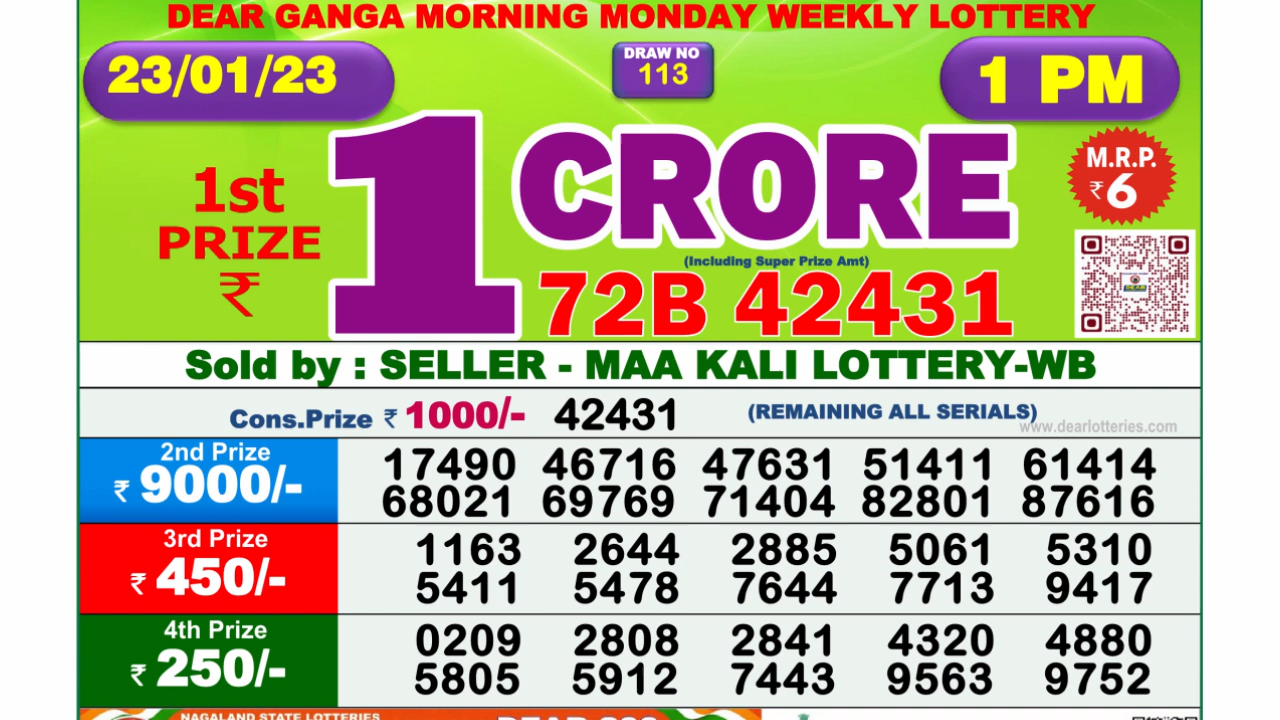 DEAR GANGA MORNING MONDAY WEEKLY LOTTERY
23/01/23
DRAW NO
113
1 PM
1st
PRIZE
₹
1 CRORE
(Including Super Prize Amt)
72B 42431
M.R.P.
₹ 6
Sold by : SELLER - MAA KALI LOTTERY-WB
Cons.Prize ₹ 1000/- 42431 (REMAINING ALL SERIALS)
www.dearlotteries.com
2nd Prize
₹ 9000/-
17490 46716 47631 51411 61414
68021 69769 71404 82801 87616
3rd Prize
₹ 450/-
1163 2644 2885 5061 5310
5411 5478 7644 7713 9417
4th Prize
₹ 250/-
0209 2808 2841 4320 4880
5805 5912 7443 9563 9752
NAGALAND STATE LOTTERIES